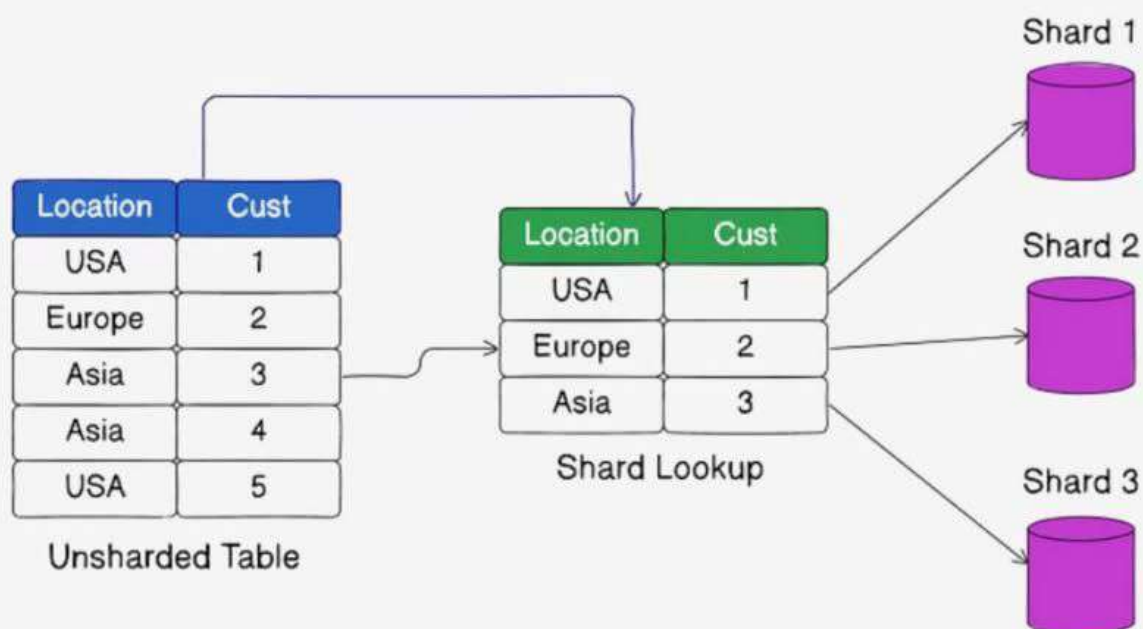 Shard 1
Location Cust
USA 1
Europe 2
Asia 3
Asia 4
USA 5
Unsharded Table
Location Cust
USA 1
Europe 2
Asia 3
Shard Lookup
Shard 2
Shard 3